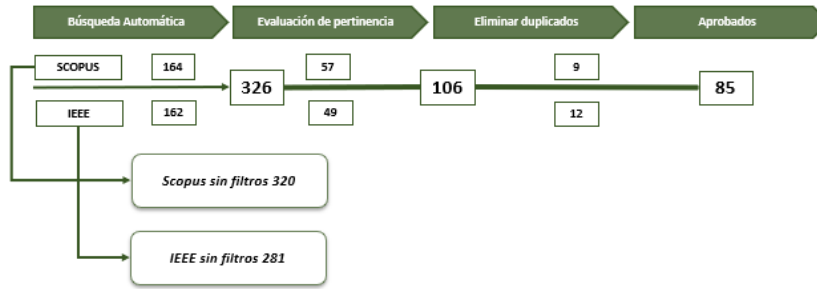 Búsqueda Automática
Evaluación de pertinencia
Eliminar duplicados
Aprobados
SCOPUS
164
57
9
326
106
85
IEEE
162
49
12
Scopus sin filtros 320
IEEE sin filtros 281